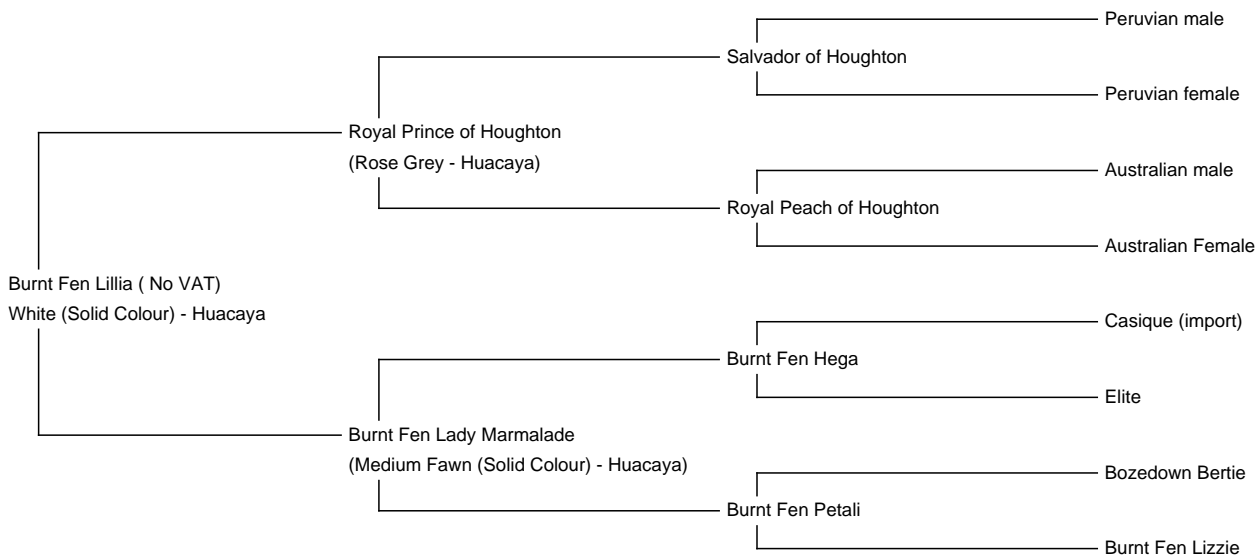 Peruvian male
Salvador of Houghton
Peruvian female
Royal Prince of Houghton
(Rose Grey - Huacaya)
Australian male
Royal Peach of Houghton
Australian Female
Burnt Fen Lillia ( No VAT)
White (Solid Colour) - Huacaya
Casique (import)
Burnt Fen Hega
Elite
Burnt Fen Lady Marmalade
(Medium Fawn (Solid Colour) - Huacaya)
Bozedown Bertie
Burnt Fen Petali
Burnt Fen Lizzie